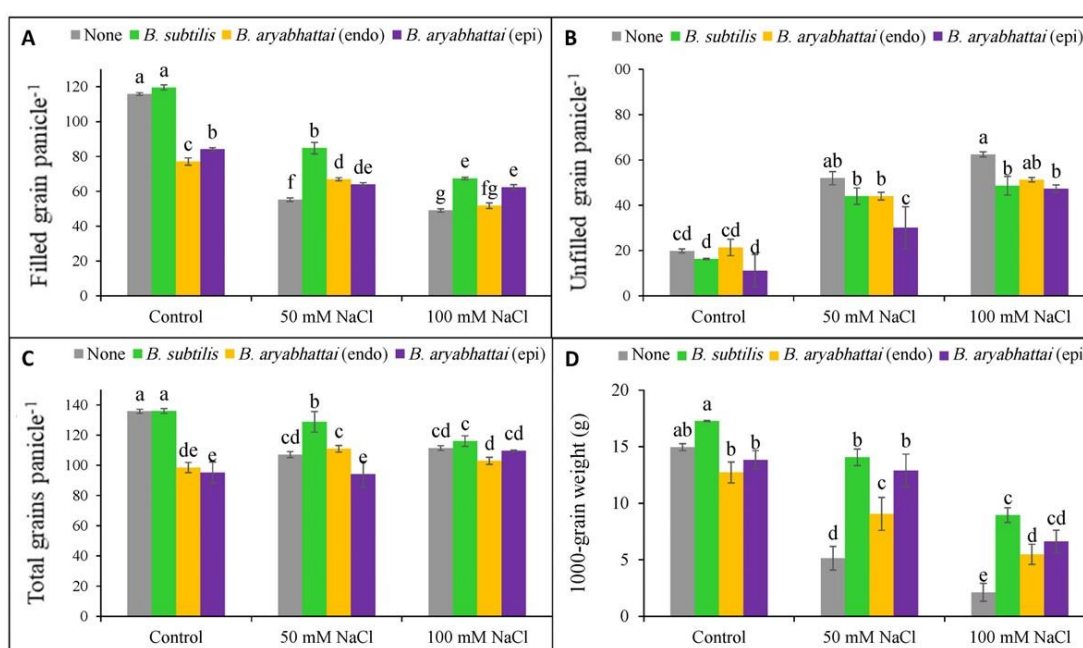 A
None B. subtilis B. aryabhattai (endo) B. aryabhattai (epi)
Filled grain panicle-1
120
100
80
60
40
20
0
a a c b
f b d de
g e fg e
Control 50 mM NaCl 100 mM NaCl
B
None B. subtilis B. aryabhattai (endo) B. aryabhattai (epi)
Unfilled grain panicle-1
00
80
60
40
20
00
cd d cd d
ab b b c
a b ab b
Control 50 mM NaCl 100 mM NaCl
C
None B. subtilis B. aryabhattai (endo) B. aryabhattai (epi)
Total grains panicle-1
140
120
100
80
60
40
20
0
a a de e
cd b c e
cd c d cd
Control 50 mM NaCl 100 mM NaCl
D
None B. subtilis B. aryabhattai (endo) B. aryabhattai (epi
1000-grain weight (g)
20
15
10
5
0
ab a b b
d b c b
e c d cd
Control 50 mM NaCl 100 mM NaCl